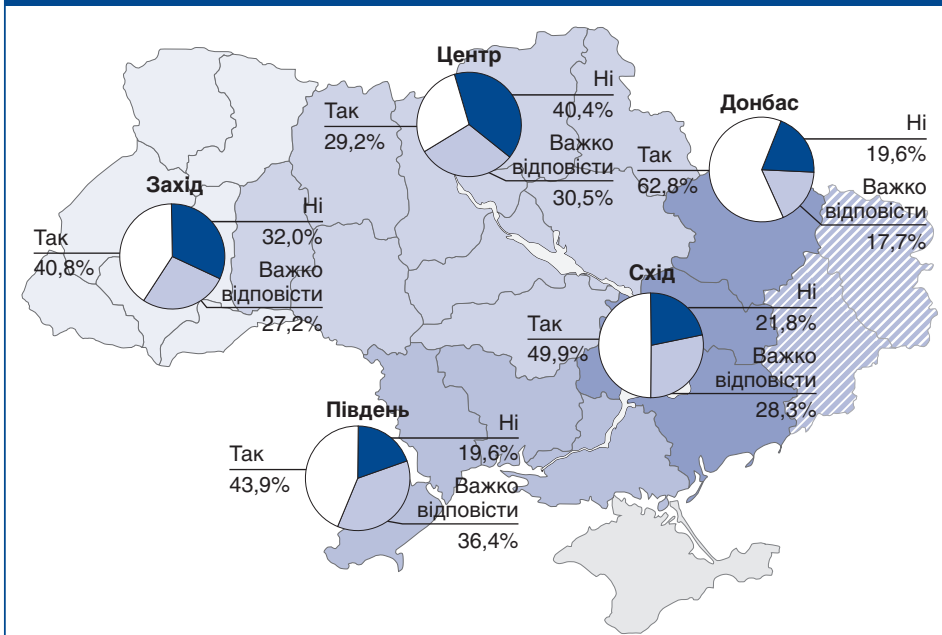 Центр
Так
29,2%
Ні
40,4%
Важко
відповісти
30,5%
Донбас
Так
62,8%
Ні
19,6%
Важко
відповісти
17,7%
Захід
Так
40,8%
Ні
32,0%
Важко
відповісти
27,2%
Схід
Так
49,9%
Ні
21,8%
Важко
відповісти
28,3%
Південь
Так
43,9%
Ні
19,6%
Важко
відповісти
36,4%